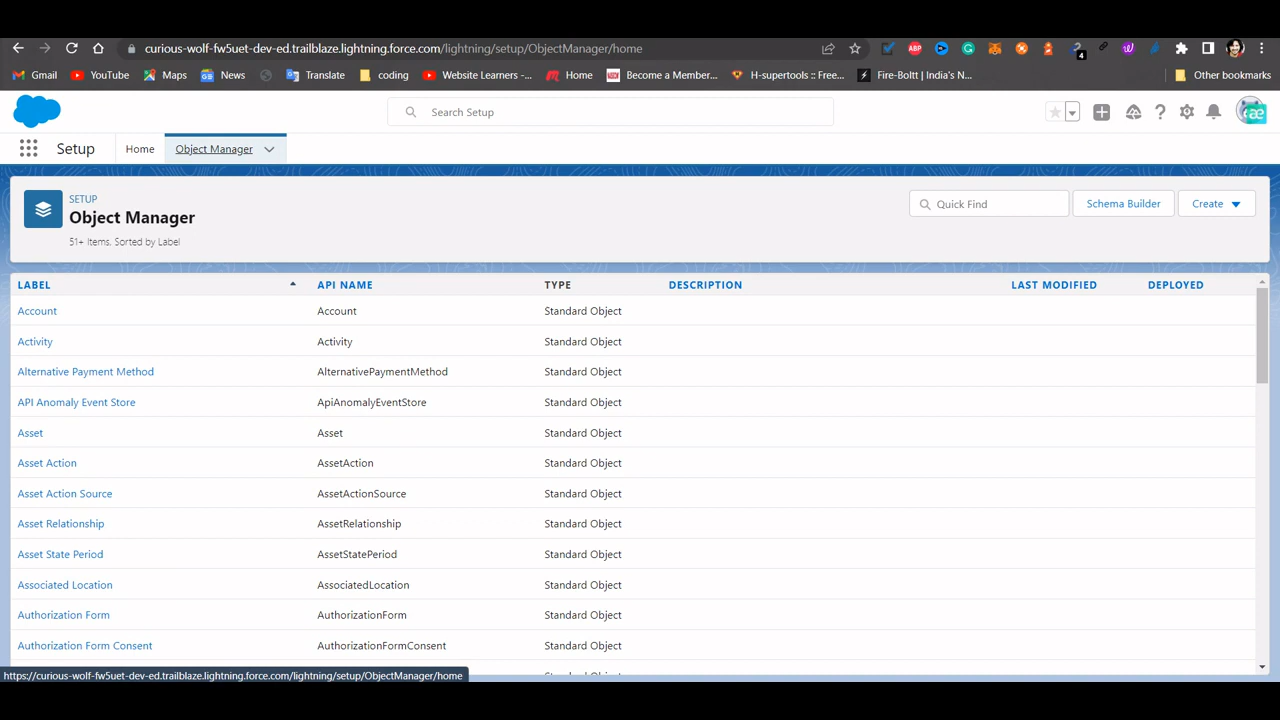 curious-wolf-fw5uet-dev-ed.trailblaze.lightning.force.com/lightning/setup/ObjectManager/home
ABP
4
Gmail YouTube Maps News Translate coding Website Learners -... Home Become a Member... H-supertools :: Free... Fire-Boltt | India's N... Other bookmarks
Search Setup
ae
Setup Home Object Manager
SETUP
Object Manager
51+ Items. Sorted by Label
Quick Find
Schema Builder
Create
LABEL API NAME TYPE DESCRIPTION LAST MODIFIED DEPLOYED
Account Account Standard Object
Activity Activity Standard Object
Alternative Payment Method AlternativePaymentMethod Standard Object
API Anomaly Event Store ApiAnomalyEventStore Standard Object
Asset Asset Standard Object
Asset Action AssetAction Standard Object
Asset Action Source AssetActionSource Standard Object
Asset Relationship AssetRelationship Standard Object
Asset State Period AssetStatePeriod Standard Object
Associated Location AssociatedLocation Standard Object
Authorization Form AuthorizationForm Standard Object
Authorization Form Consent AuthorizationFormConsent Standard Object
https://curious-wolf-fw5uet-dev-ed.trailblaze.lightning.force.com/lightning/setup/ObjectManager/home